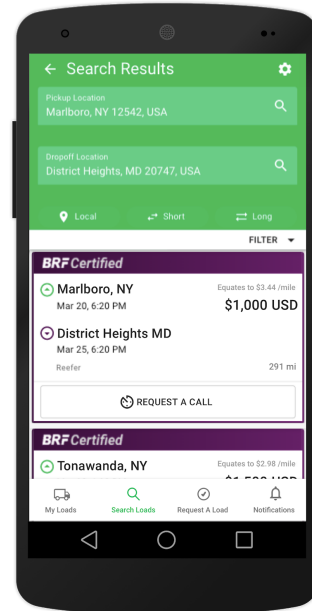 Search Results
Pickup Location
Marlboro, NY 12542, USA
Dropoff Location
District Heights, MD 20747, USA
Local Short Long
FILTER
BRF Certified
Marlboro, NY Equates to $3.44 /mile
Mar 20, 6:20 PM $1,000 USD
District Heights MD
Mar 25, 6:20 PM
Reefer 291 mi
REQUEST A CALL
BRF Certified
Tonawanda, NY Equates to $2.98 /mile
My Loads Search Loads Request A Load Notifications